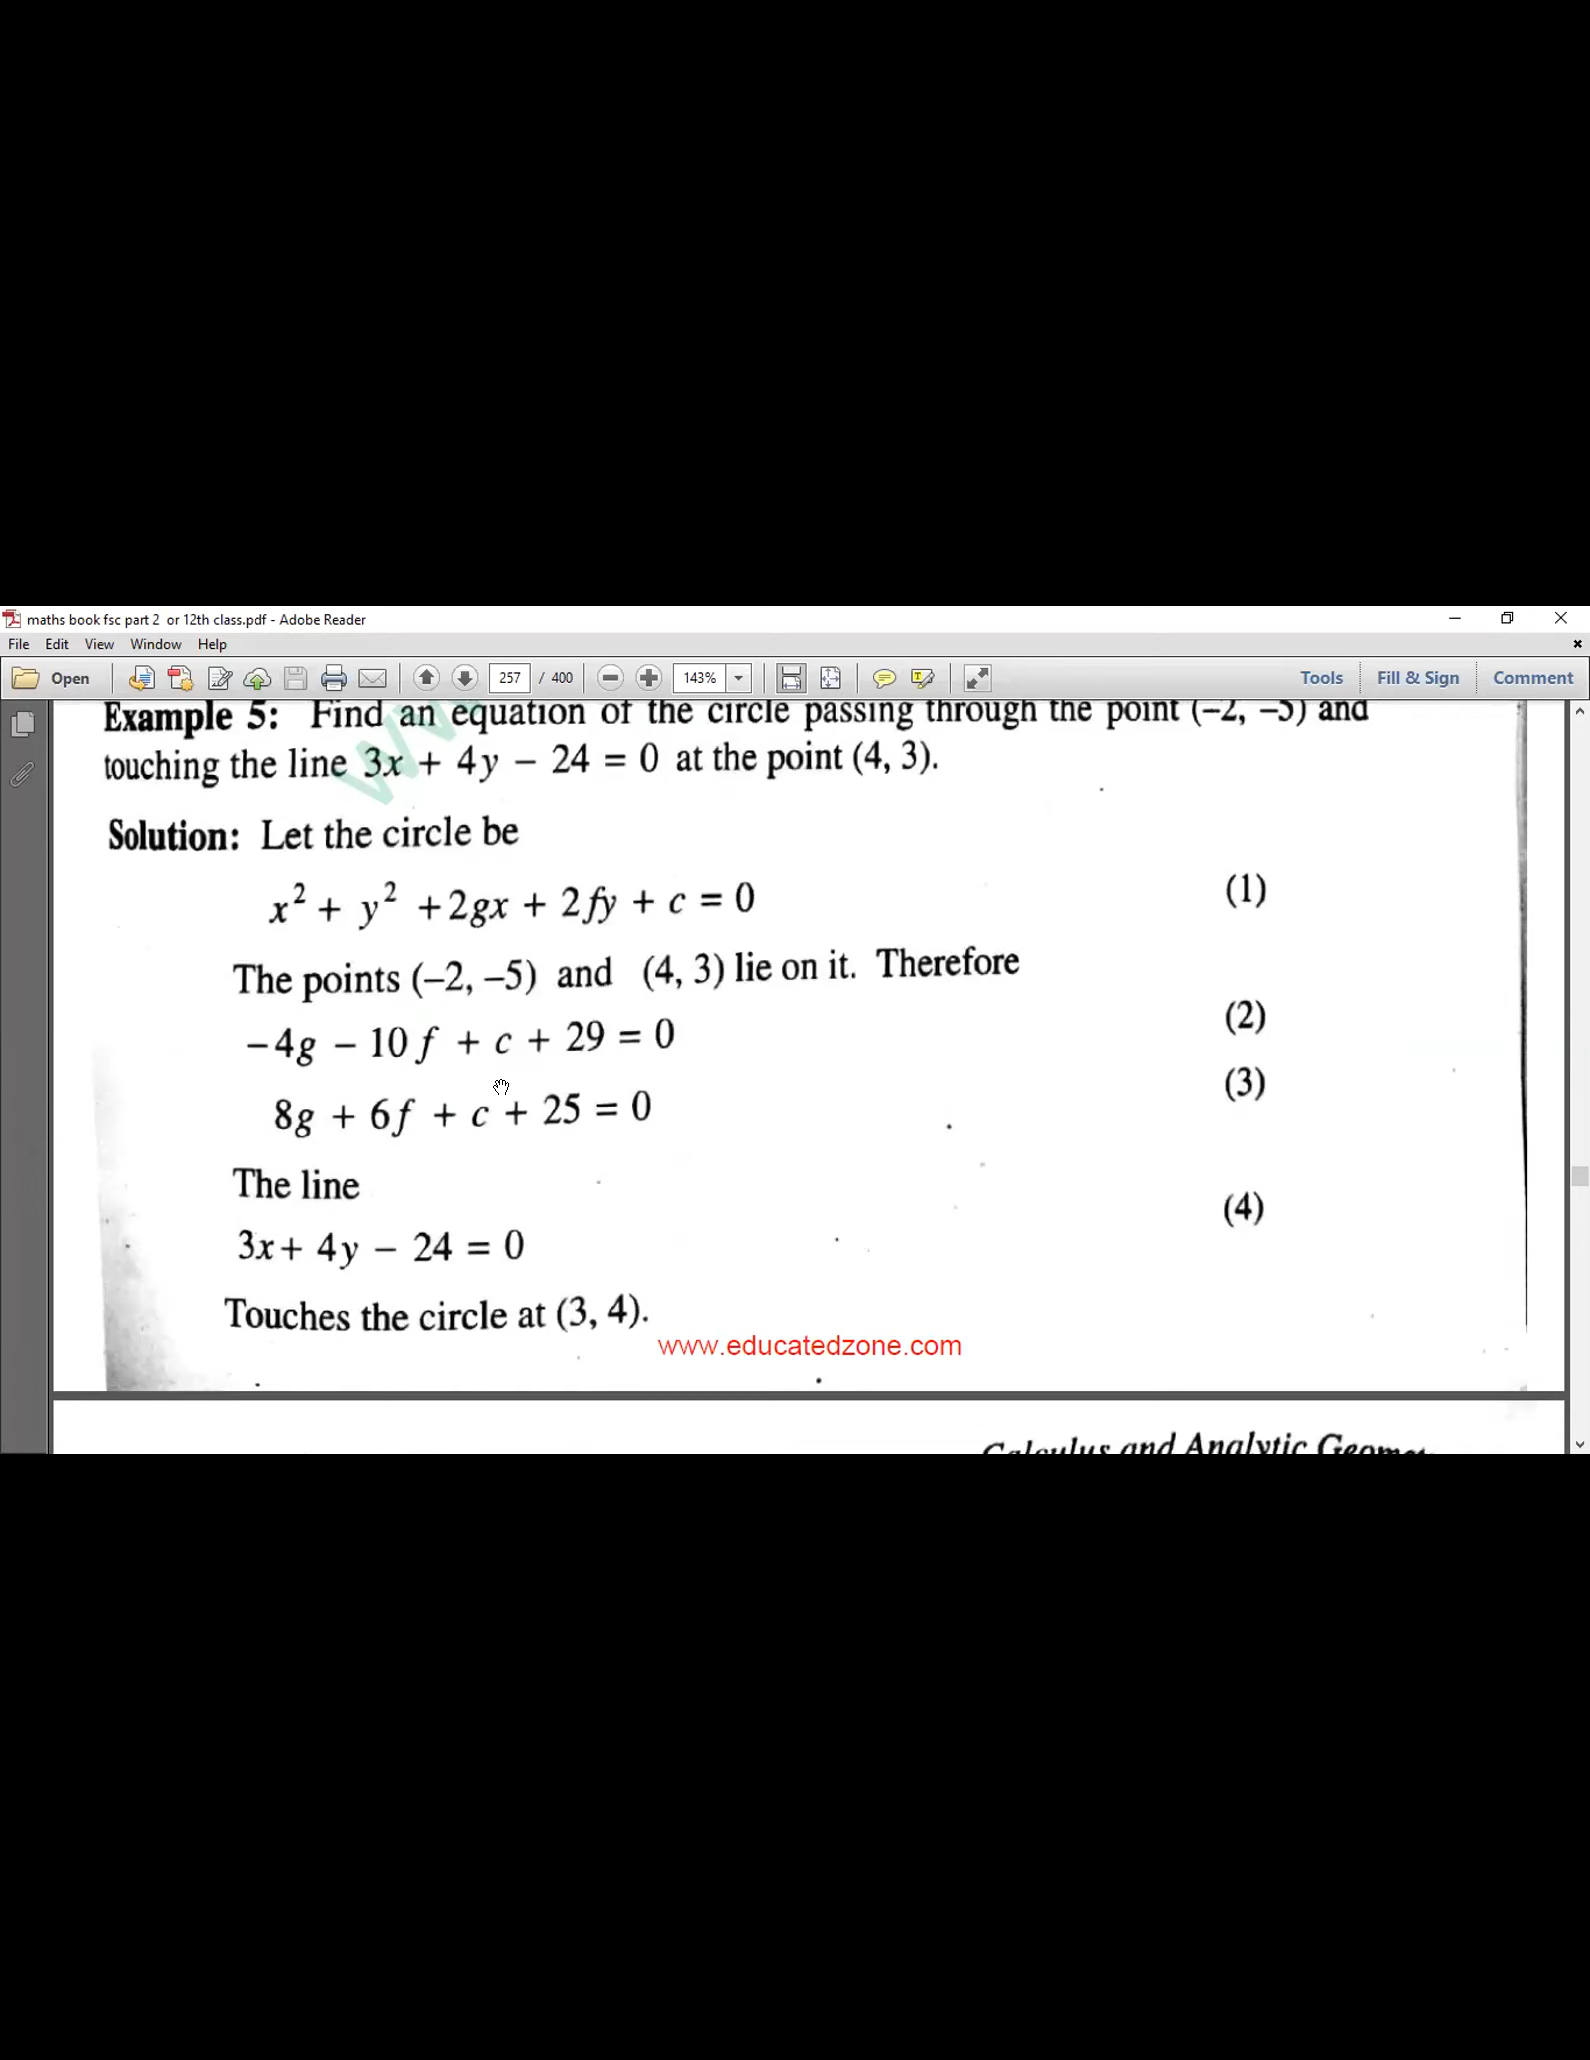 maths book fsc part 2 or 12th class.pdf - Adobe Reader
File Edit View Window Help
Open 257 / 400 143% Tools Fill & Sign Comment
Example 5: Find an equation of the circle passing through the point (–2, –5) and
touching the line 3x + 4y – 24 = 0 at the point (4, 3).
Solution: Let the circle be
x² + y² +2gx + 2fy + c = 0 (1)
The points (–2, –5) and (4, 3) lie on it. Therefore
–4g – 10f + c + 29 = 0 (2)
8g + 6f + c + 25 = 0 (3)
The line
3x+ 4y – 24 = 0 (4)
Touches the circle at (3, 4).
www.educatedzone.com
Calculus and Analytic